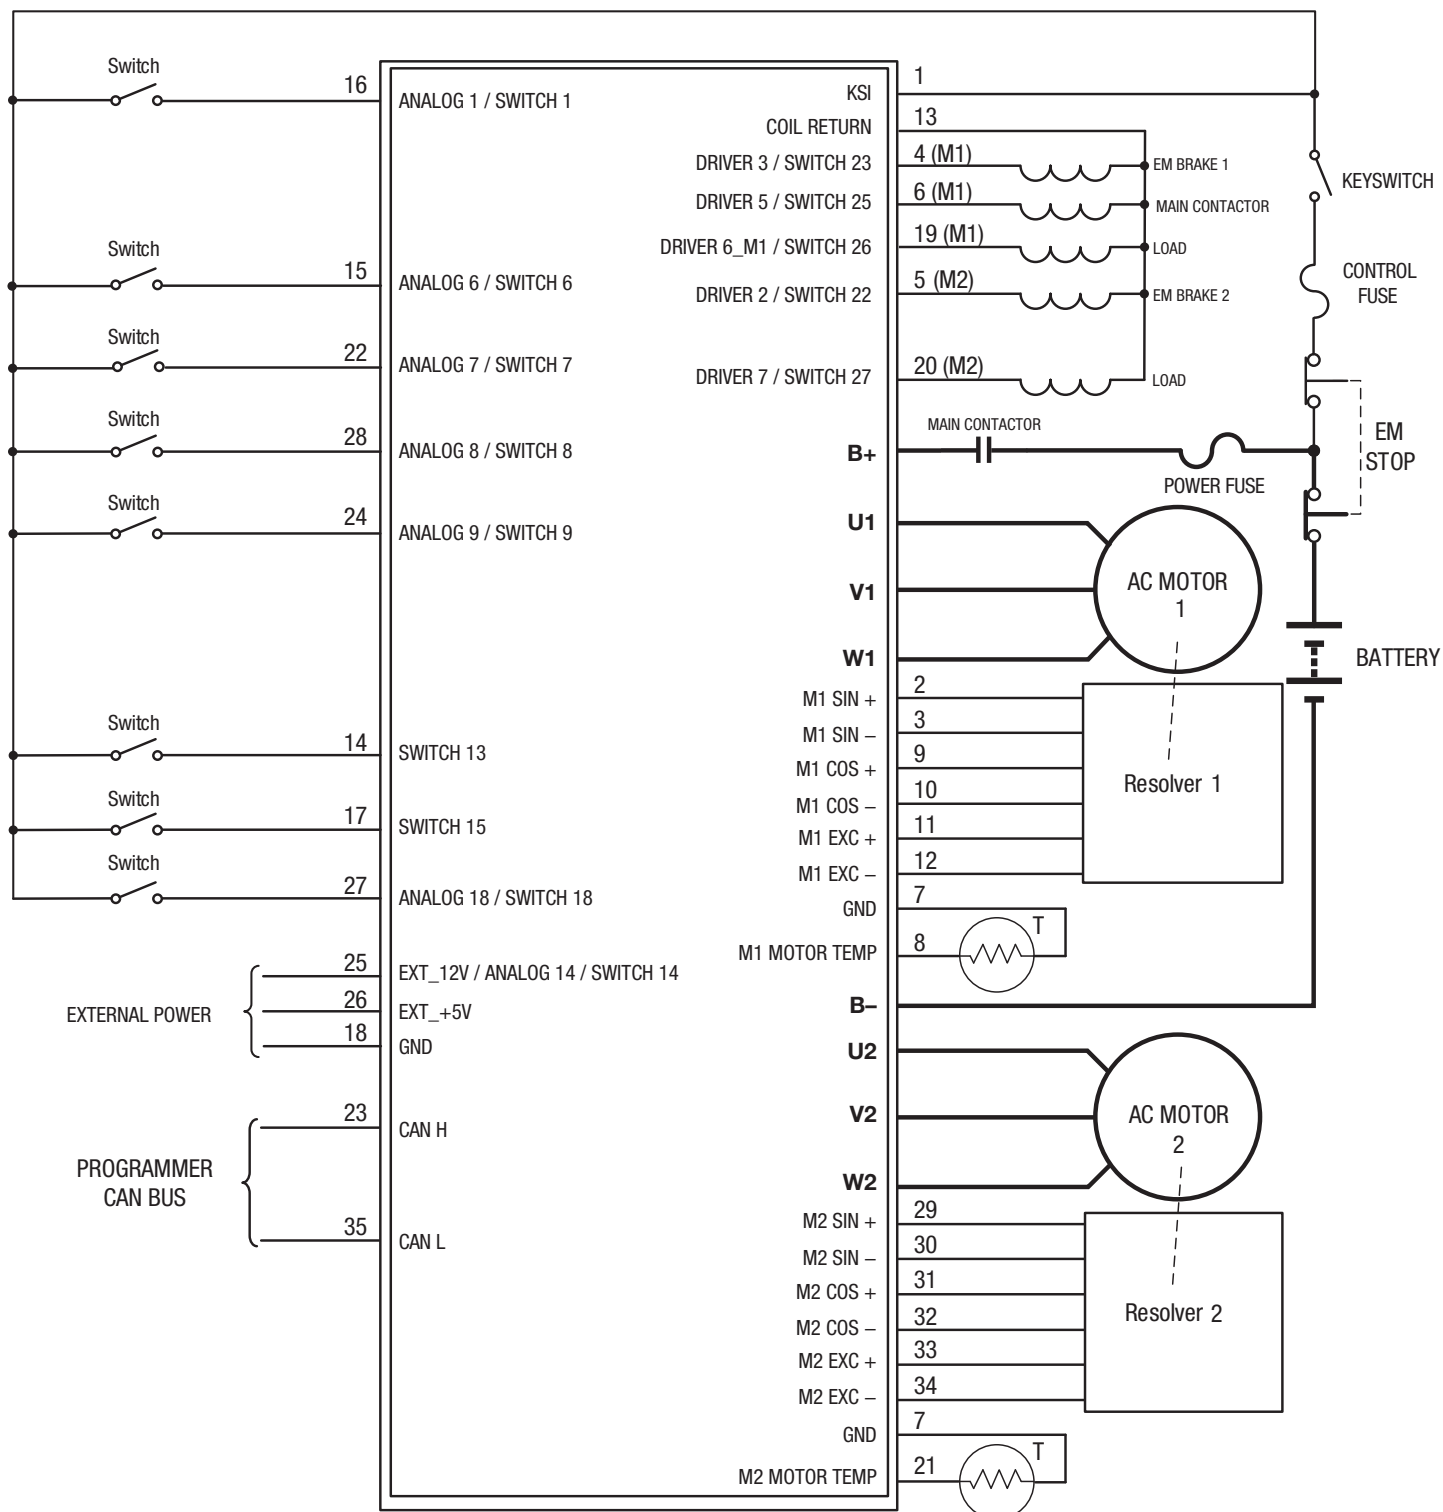 Switch
16
ANALOG 1 / SWITCH 1
Switch
15
ANALOG 6 / SWITCH 6
Switch
22
ANALOG 7 / SWITCH 7
Switch
28
ANALOG 8 / SWITCH 8
Switch
24
ANALOG 9 / SWITCH 9
Switch
14
SWITCH 13
Switch
17
SWITCH 15
Switch
27
ANALOG 18 / SWITCH 18
EXTERNAL POWER
25
EXT_12V / ANALOG 14 / SWITCH 14
26
EXT_+5V
18
GND
PROGRAMMER
CAN BUS
23
CAN H
35
CAN L
KSI
1
COIL RETURN
13
DRIVER 3 / SWITCH 23
4 (M1)
EM BRAKE 1
DRIVER 5 / SWITCH 25
6 (M1)
MAIN CONTACTOR
DRIVER 6_M1 / SWITCH 26
19 (M1)
LOAD
DRIVER 2 / SWITCH 22
5 (M2)
EM BRAKE 2
DRIVER 7 / SWITCH 27
20 (M2)
LOAD
KEYSWITCH
CONTROL
FUSE
EM
STOP
B+
MAIN CONTACTOR
POWER FUSE
U1
V1
W1
AC MOTOR
1
BATTERY
M1 SIN +
2
M1 SIN –
3
M1 COS +
9
M1 COS –
10
M1 EXC +
11
M1 EXC –
12
Resolver 1
GND
7
M1 MOTOR TEMP
8
T
B–
U2
V2
W2
AC MOTOR
2
M2 SIN +
29
M2 SIN –
30
M2 COS +
31
M2 COS –
32
M2 EXC +
33
M2 EXC –
34
Resolver 2
GND
7
M2 MOTOR TEMP
21
T